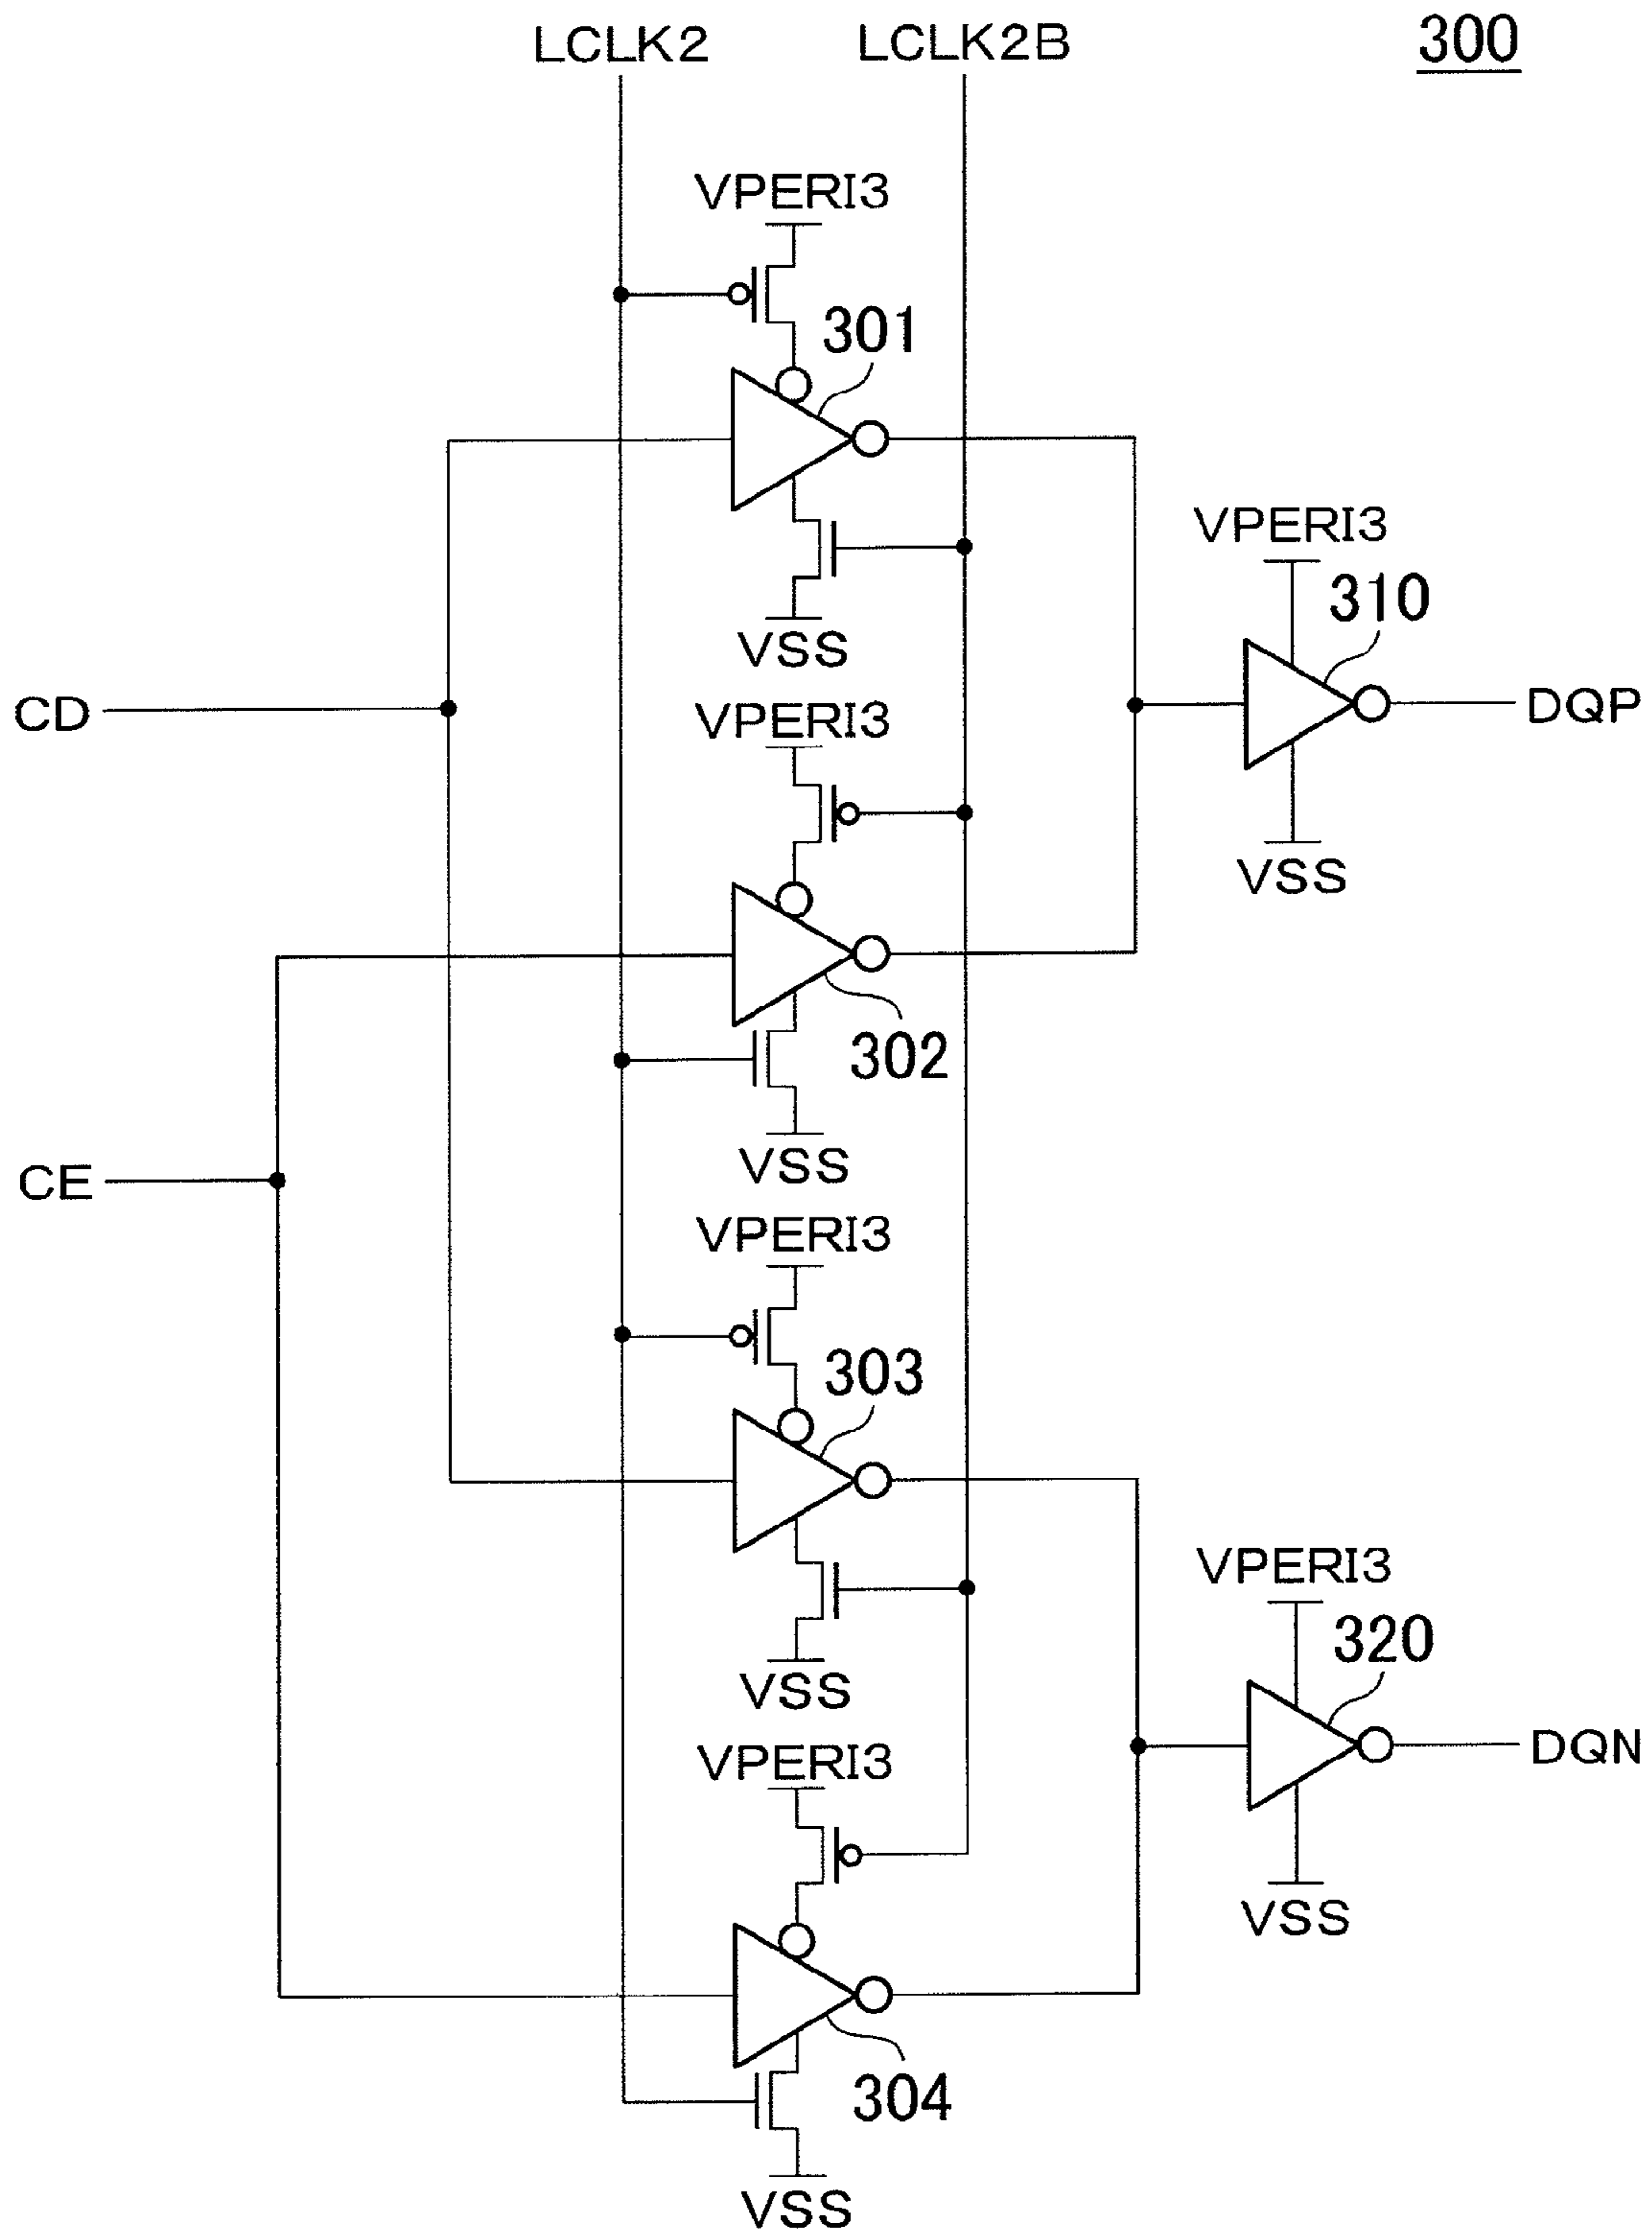 LCLK2
LCLK2B
300
VPERI3
301
VSS
VPERI3
310
VSS
CD
DQP
VPERI3
302
VSS
CE
VPERI3
303
VSS
VPERI3
320
VSS
DQN
VPERI3
304
VSS